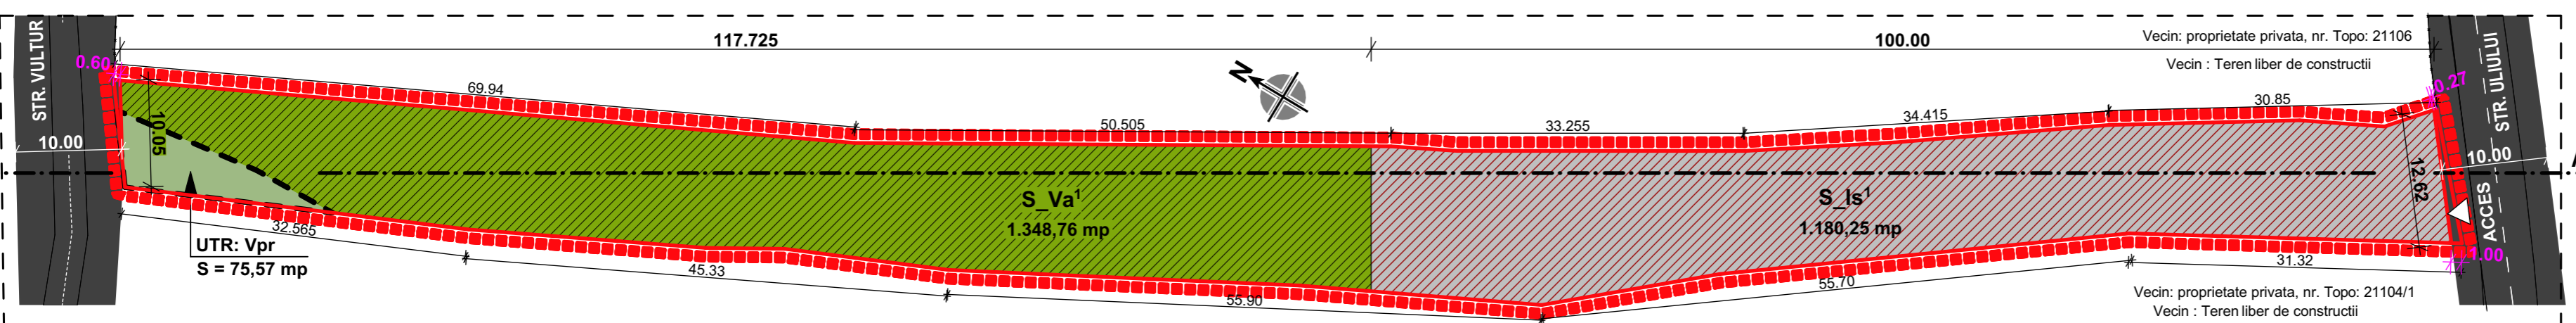 STR. VULTUR
117.725
100.00
Vecin: proprietate privata, nr. Topo: 21106
Vecin : Teren liber de constructii
STR. ULIULUI
0.60
69.94
N
50.505
33.255
34.415
30.85
0.27
10.00
10.05
S_Va¹
1.348,76 mp
S_Is¹
1.180,25 mp
12.62
10.00
ACCES
UTR: Vpr
S = 75,57 mp
32.565
45.33
55.90
55.70
31.32
1.00
Vecin: proprietate privata, nr. Topo: 21104/1
Vecin : Teren liber de constructii